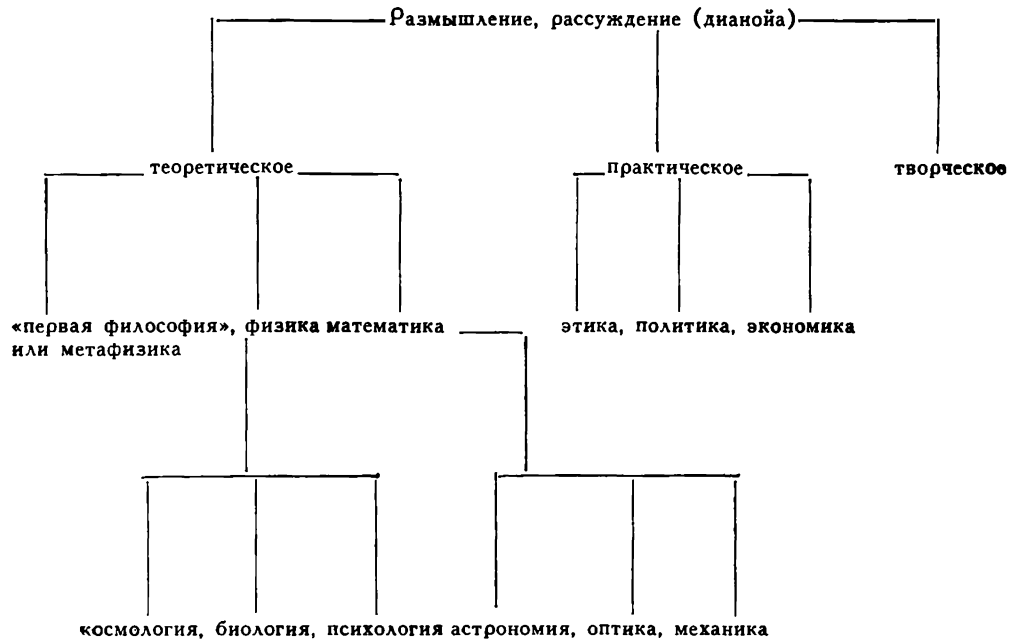 Размышление, рассуждение (дианойа)
теоретическое практическое творческое
«первая философия», физика математика этика, политика, экономика
или метафизика
космология, биология, психология астрономия, оптика, механика